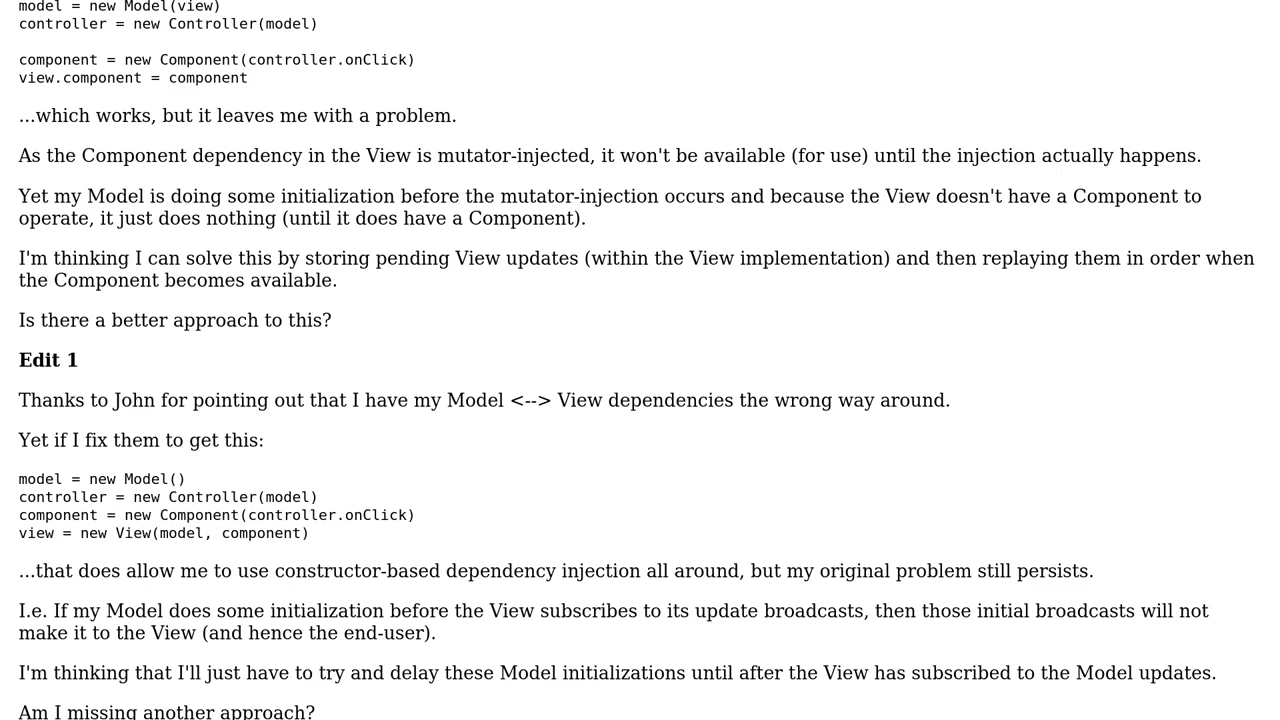 model = new Model(view)
controller = new Controller(model)
component = new Component(controller.onClick)
view.component = component
...which works, but it leaves me with a problem.
As the Component dependency in the View is mutator-injected, it won't be available (for use) until the injection actually happens.
Yet my Model is doing some initialization before the mutator-injection occurs and because the View doesn't have a Component to
operate, it just does nothing (until it does have a Component).
I'm thinking I can solve this by storing pending View updates (within the View implementation) and then replaying them in order when
the Component becomes available.
Is there a better approach to this?
Edit 1
Thanks to John for pointing out that I have my Model <--> View dependencies the wrong way around.
Yet if I fix them to get this:
model = new Model()
controller = new Controller(model)
component = new Component(controller.onClick)
view = new View(model, component)
...that does allow me to use constructor-based dependency injection all around, but my original problem still persists.
I.e. If my Model does some initialization before the View subscribes to its update broadcasts, then those initial broadcasts will not
make it to the View (and hence the end-user).
I'm thinking that I'll just have to try and delay these Model initializations until after the View has subscribed to the Model updates.
Am I missing another approach?